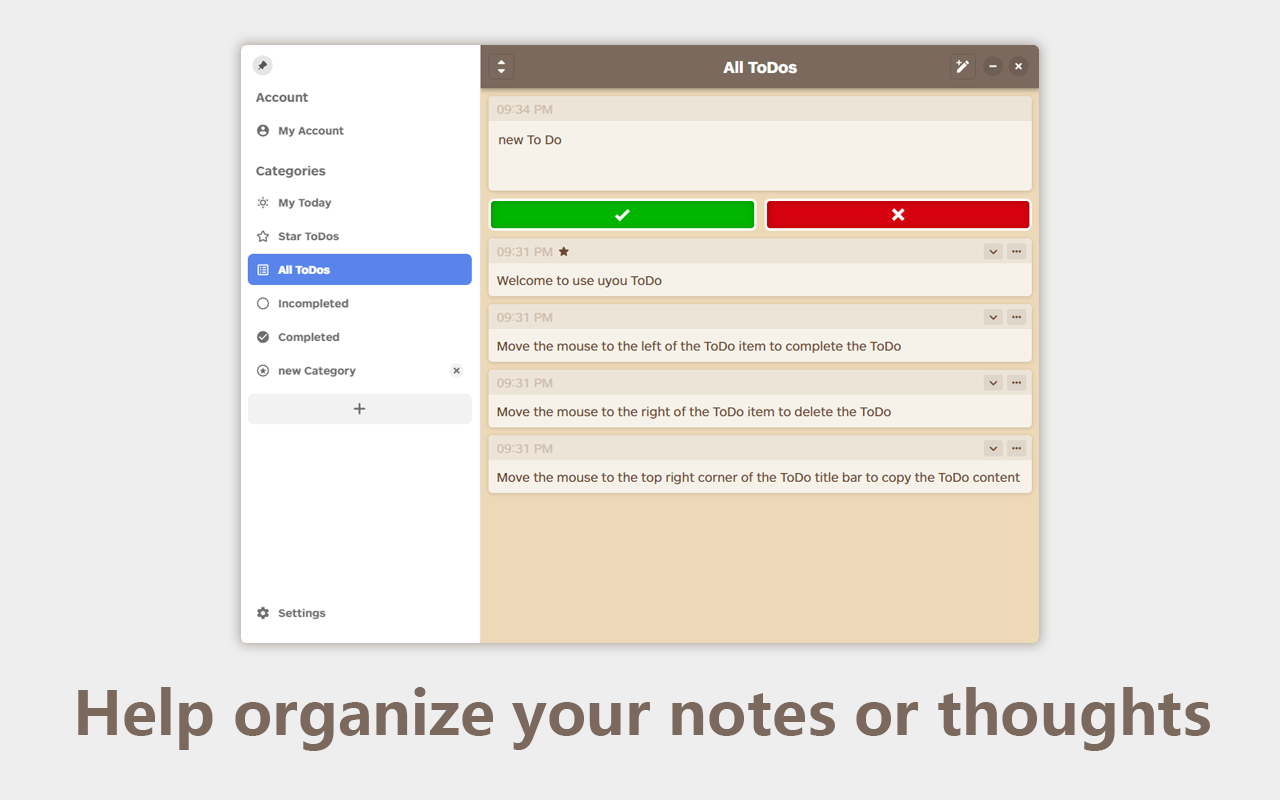 Account
My Account
Categories
My Today
Star ToDos
All ToDos
Incompleted
Completed
new Category
Settings
All ToDos
09:34 PM
new To Do
09:31 PM
Welcome to use uyou ToDo
09:31 PM
Move the mouse to the left of the ToDo item to complete the ToDo
09:31 PM
Move the mouse to the right of the ToDo item to delete the ToDo
09:31 PM
Move the mouse to the top right corner of the ToDo title bar to copy the ToDo content
Help organize your notes or thoughts